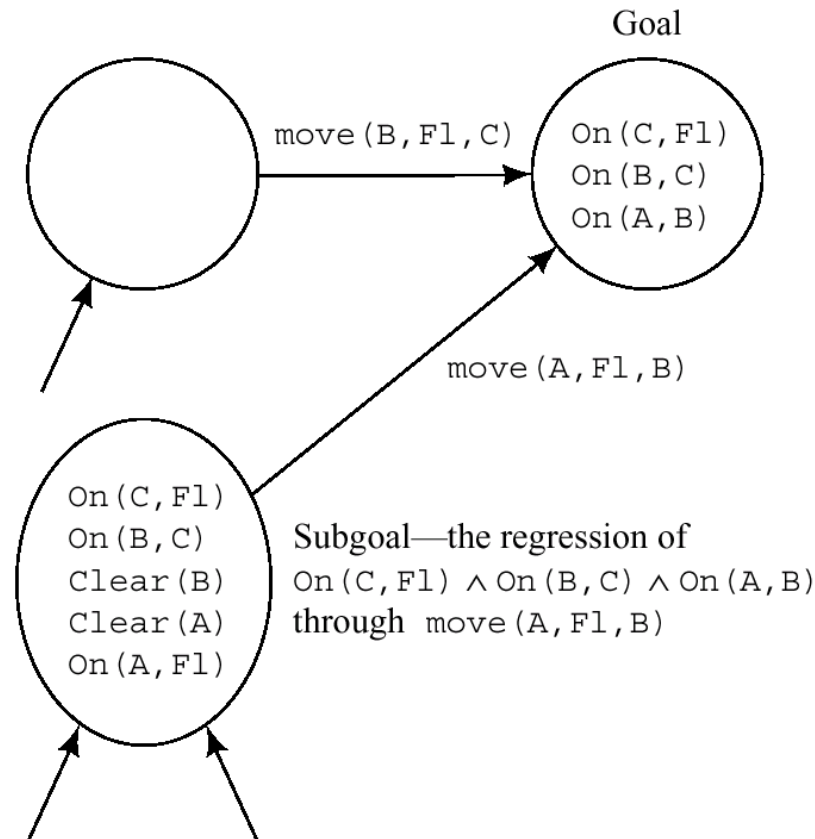 Goal
move(B,Fl,C)
On(C,Fl)
On(B,C)
On(A,B)
move(A,Fl,B)
On(C,Fl)
On(B,C)
Clear(B)
Clear(A)
On(A,Fl)
Subgoal—the regression of
On(C,Fl) ∧ On(B,C) ∧ On(A,B)
through move(A,Fl,B)